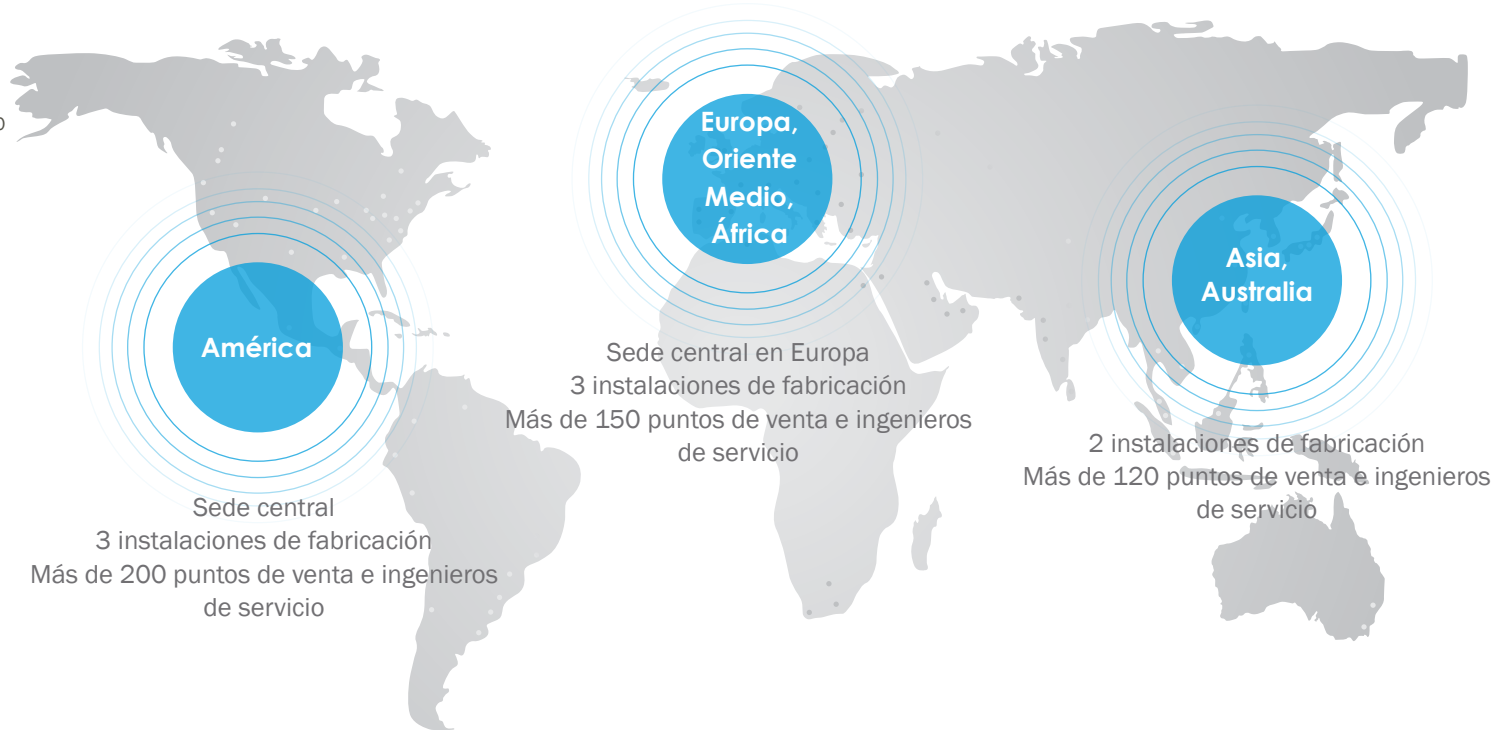 Europa,
Oriente
Medio,
África
Asia,
Australia
América
Sede central en Europa
3 instalaciones de fabricación
Más de 150 puntos de venta e ingenieros
de servicio
2 instalaciones de fabricación
Más de 120 puntos de venta e ingenieros
de servicio
Sede central
3 instalaciones de fabricación
Más de 200 puntos de venta e ingenieros
de servicio